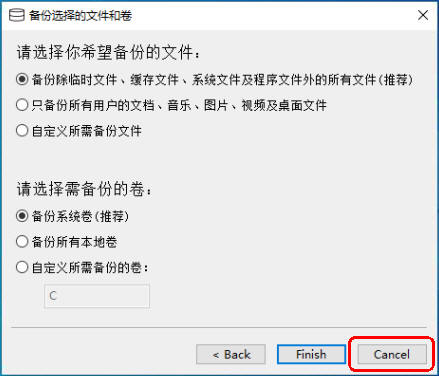 备份选择的文件和卷
请选择你希望备份的文件:
备份除临时文件、缓存文件、系统文件及程序文件外的所有文件(推荐)
只备份所有用户的文档、音乐、图片、视频及桌面文件
自定义所需备份文件
请选择需备份的卷:
备份系统卷(推荐)
备份所有本地卷
自定义所需备份的卷:
C
< Back Finish Cancel